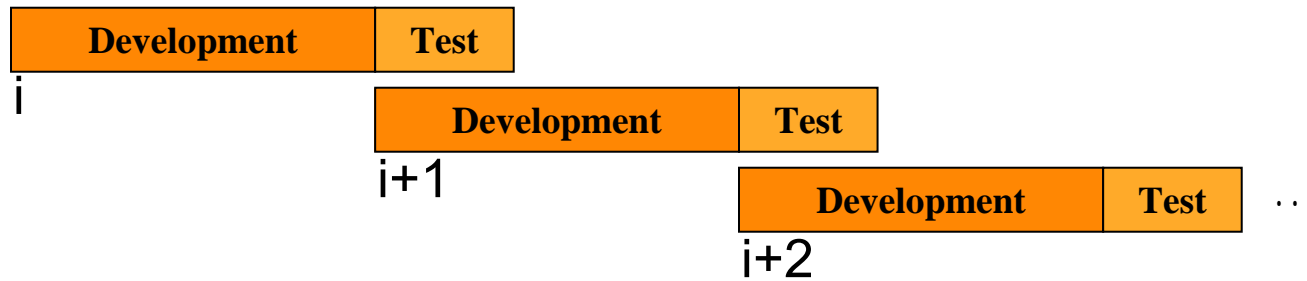 Development Test
i
Development Test
i+1
Development Test ..
i+2